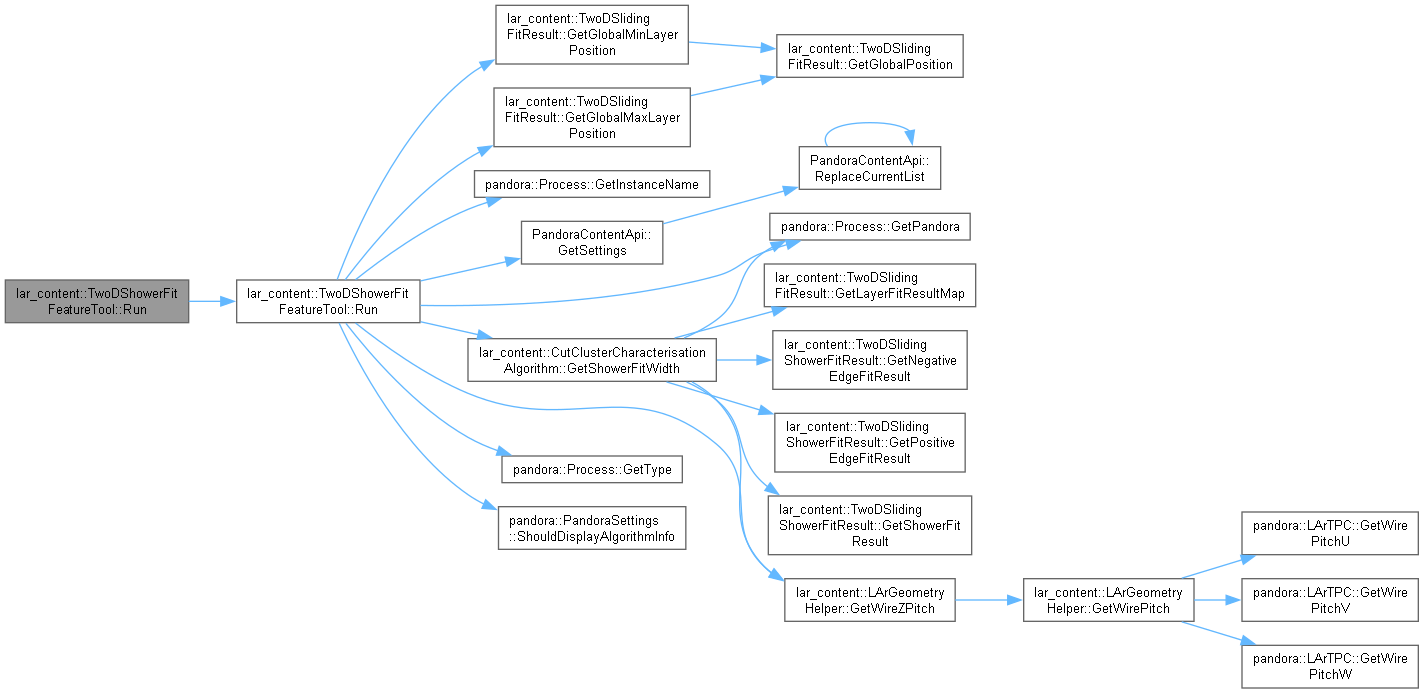 lar_content::TwoDShowerFit
FeatureTool::Run
lar_content::TwoDShowerFit
FeatureTool::Run
lar_content::TwoDSliding
FitResult::GetGlobalMinLayer
Position
lar_content::TwoDSliding
FitResult::GetGlobalMaxLayer
Position
pandora::Process::GetInstanceName
PandoraContentApi::
GetSettings
lar_content::CutClusterCharacterisation
Algorithm::GetShowerFitWidth
pandora::Process::GetType
pandora::PandoraSettings
::ShouldDisplayAlgorithmInfo
lar_content::TwoDSliding
FitResult::GetGlobalPosition
PandoraContentApi::
ReplaceCurrentList
pandora::Process::GetPandora
lar_content::TwoDSliding
FitResult::GetLayerFitResultMap
lar_content::TwoDSliding
ShowerFitResult::GetNegative
EdgeFitResult
lar_content::TwoDSliding
ShowerFitResult::GetPositive
EdgeFitResult
lar_content::TwoDSliding
ShowerFitResult::GetShowerFit
Result
lar_content::LArGeometry
Helper::GetWireZPitch
lar_content::LArGeometry
Helper::GetWirePitch
pandora::LArTPC::GetWire
PitchU
pandora::LArTPC::GetWire
PitchV
pandora::LArTPC::GetWire
PitchW